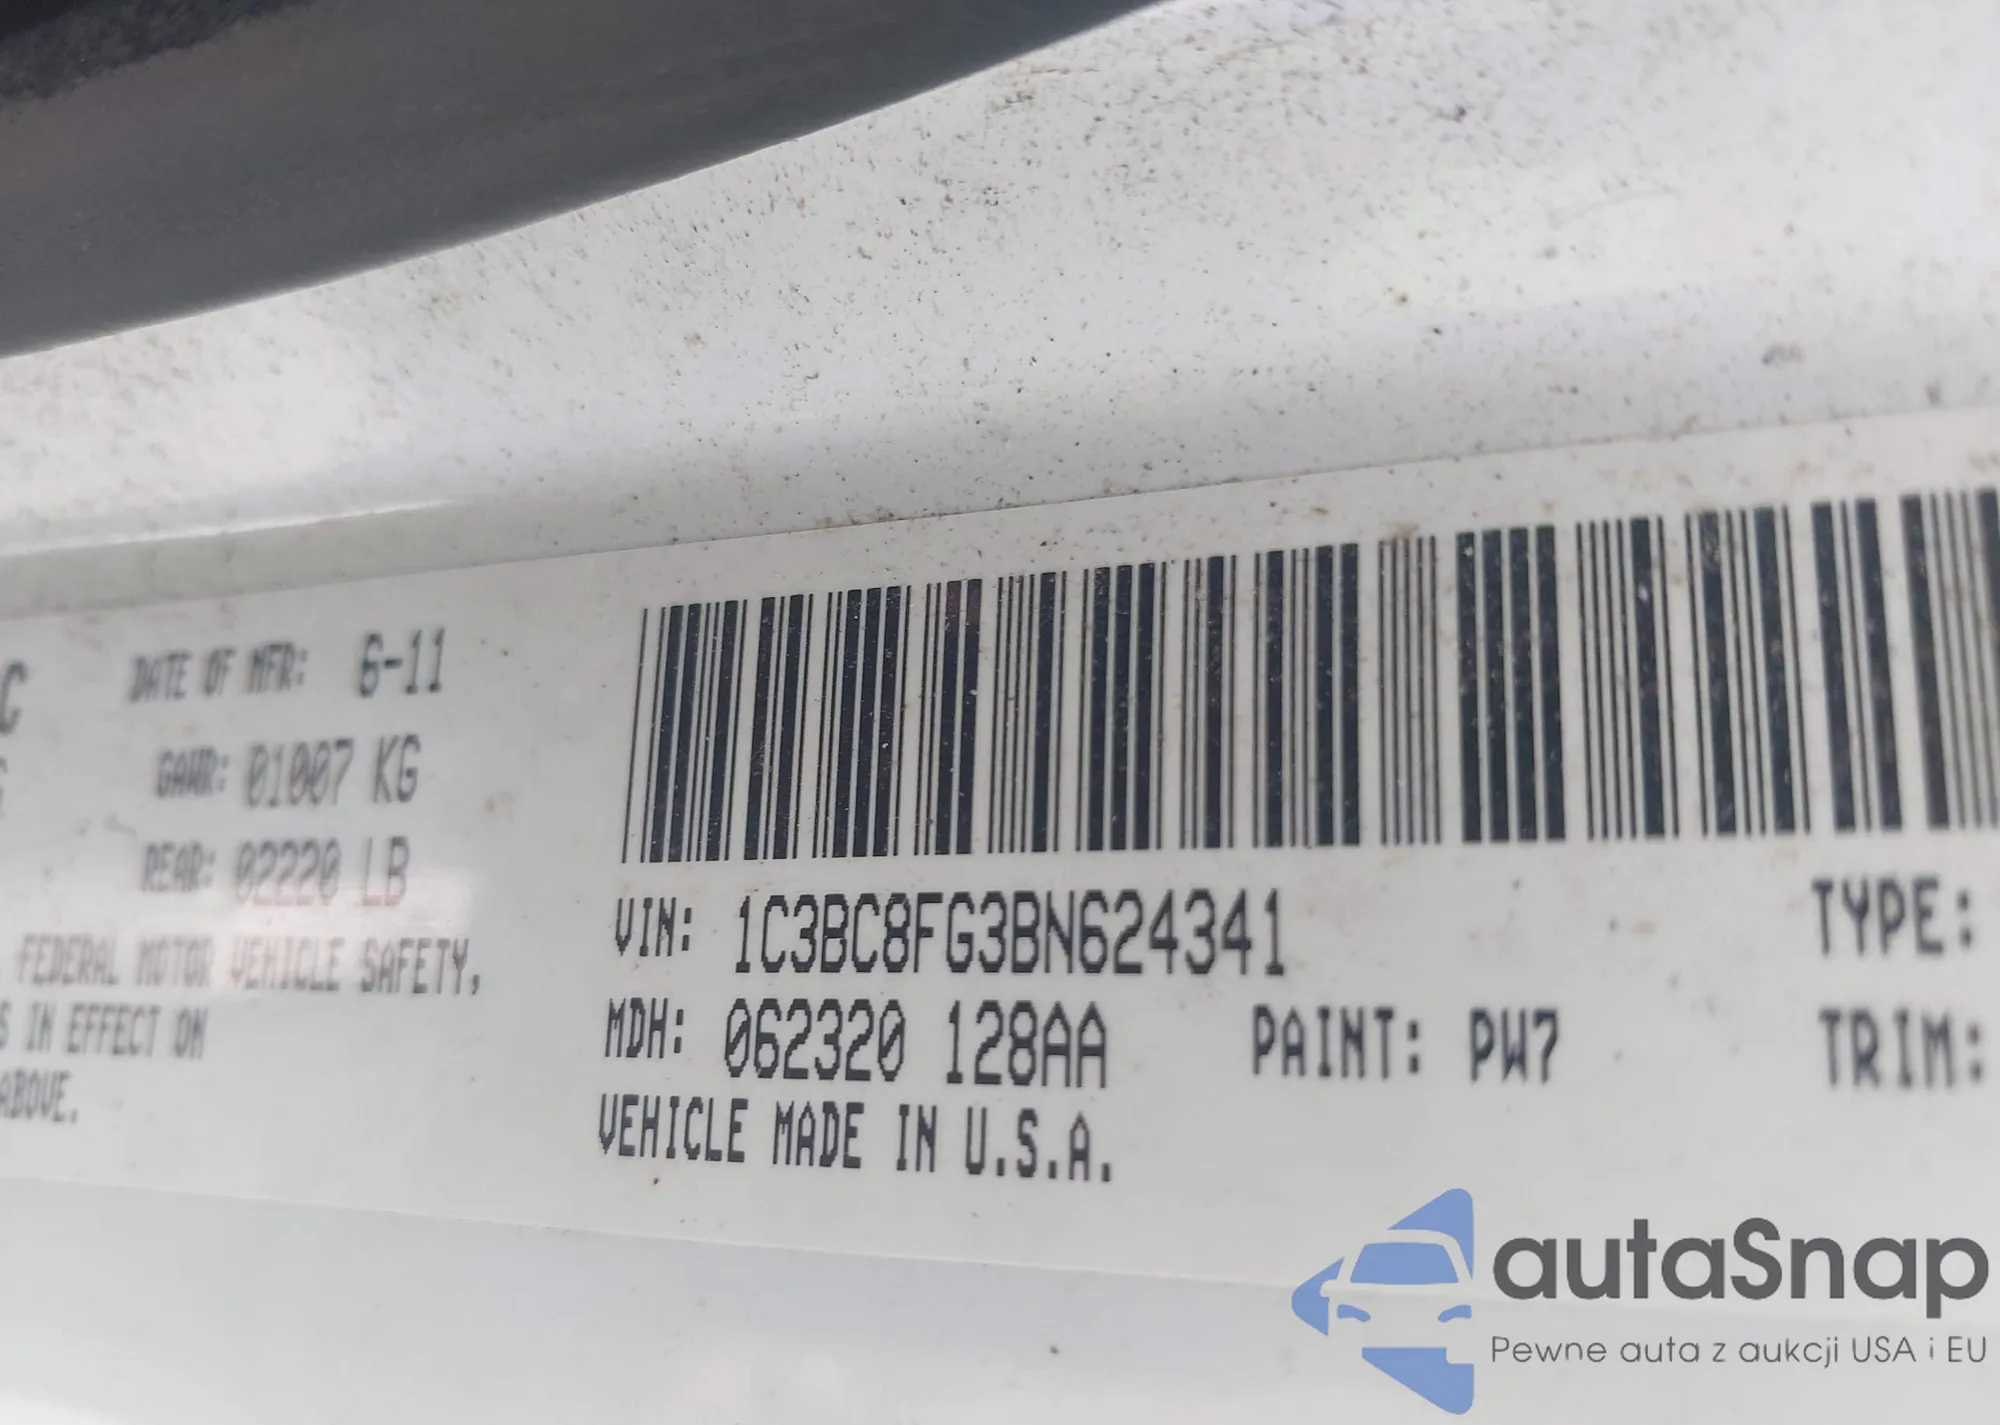 C
DATE OF MFR: 6-11
G
GAWR: 01007 KG
REAR: 02220 LB
FEDERAL MOTOR VEHICLE SAFETY,
S IN EFFECT ON
ABOVE.
VIN: 1C3BC8FG3BN624341
MDH: 062320 128AA
PAINT: PW7
VEHICLE MADE IN U.S.A.
TYPE:
TRIM:
autaSnap
Pewne auta z aukcji USA i EU